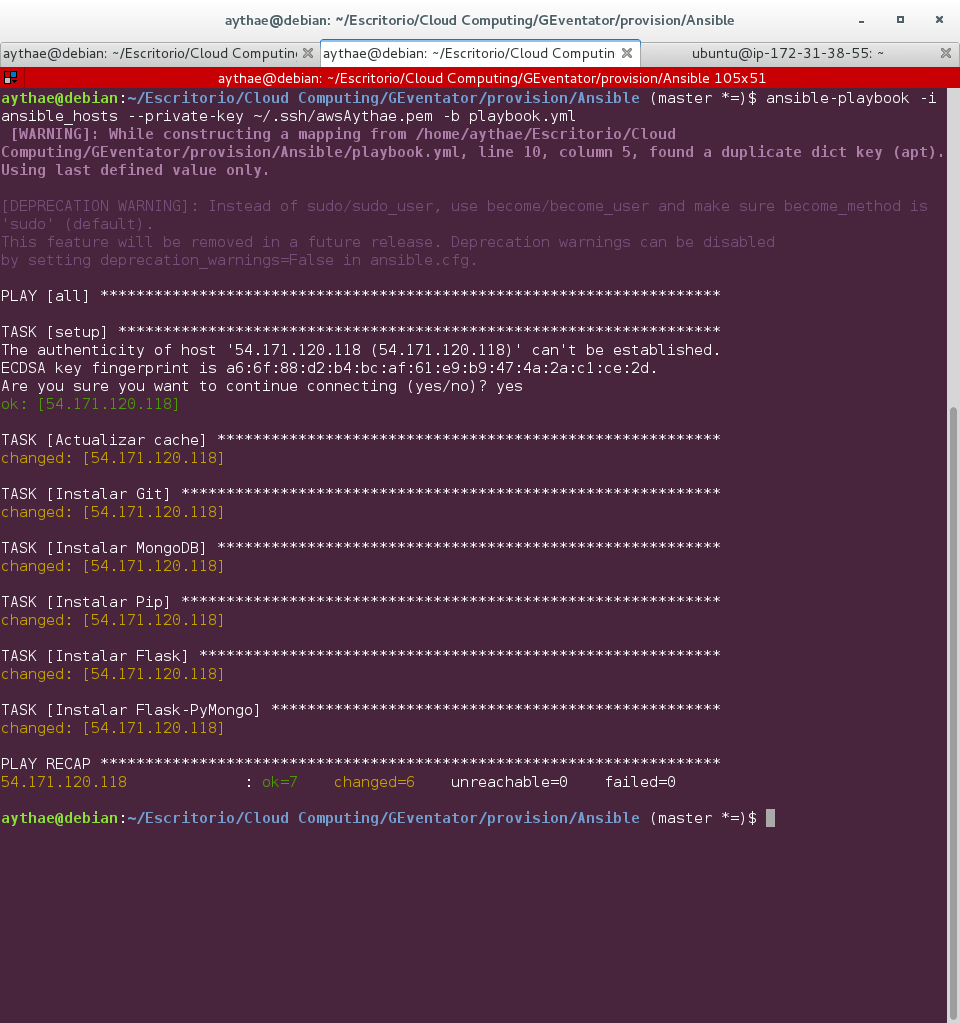 aythae@debian: ~/Escritorio/Cloud Computing/GEventator/provision/Ansible
aythae@debian: ~/Escritorio/Cloud Computing
aythae@debian: ~/Escritorio/Cloud Computin
ubuntu@ip-172-31-38-55: ~
aythae@debian: ~/Escritorio/Cloud Computing/GEventator/provision/Ansible 105x51
aythae@debian:~/Escritorio/Cloud Computing/GEventator/provision/Ansible (master *=)$ ansible-playbook -i
ansible_hosts --private-key ~/.ssh/awsAythae.pem -b playbook.yml
[WARNING]: While constructing a mapping from /home/aythae/Escritorio/Cloud
Computing/GEventator/provision/Ansible/playbook.yml, line 10, column 5, found a duplicate dict key (apt).
Using last defined value only.
[DEPRECATION WARNING]: Instead of sudo/sudo_user, use become/become_user and make sure become_method is
'sudo' (default).
This feature will be removed in a future release. Deprecation warnings can be disabled
by setting deprecation_warnings=False in ansible.cfg.
PLAY [all] *********************************************************************
TASK [setup] *******************************************************************
The authenticity of host '54.171.120.118 (54.171.120.118)' can't be established.
ECDSA key fingerprint is a6:6f:88:d2:b4:bc:af:61:e9:b9:47:4a:2a:c1:ce:2d.
Are you sure you want to continue connecting (yes/no)? yes
ok: [54.171.120.118]
TASK [Actualizar cache] ********************************************************
changed: [54.171.120.118]
TASK [Instalar Git] ************************************************************
changed: [54.171.120.118]
TASK [Instalar MongoDB] ********************************************************
changed: [54.171.120.118]
TASK [Instalar Pip] ************************************************************
changed: [54.171.120.118]
TASK [Instalar Flask] **********************************************************
changed: [54.171.120.118]
TASK [Instalar Flask-PyMongo] **************************************************
changed: [54.171.120.118]
PLAY RECAP *********************************************************************
54.171.120.118 : ok=7 changed=6 unreachable=0 failed=0
aythae@debian:~/Escritorio/Cloud Computing/GEventator/provision/Ansible (master *=)$